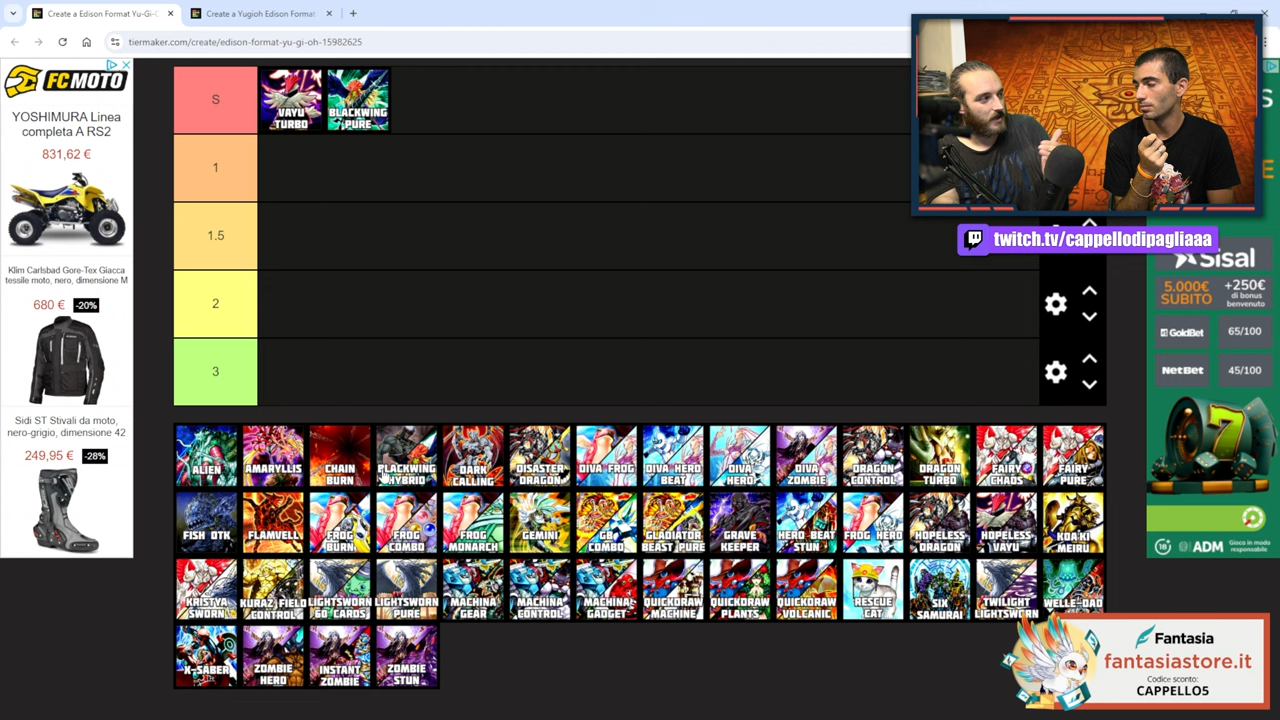 Create a Edison Format Yu-Gi-O
Create a Yugioh Edison Format
tiermaker.com/create/edison-format-yu-gi-oh-15982625
FC MOTO
YOSHIMURA Linea
completa A RS2
831,62 €
Klim Carlsbad Gore-Tex Giacca
tessile moto, nero, dimensione M
680 € -20%
Sidi ST Stivali da moto,
nero-grigio, dimensione 42
249,95 € -28%
S
VAYU
TURBO
BLACKWING
PURE
1
1.5
2
3
ALIEN
AMARYLLIS
CHAIN
BURN
BLACKWING
HYBRID
DARK
CALLING
DISASTER
DRAGON
DIVA FROG
DIVA HERO
BEAT
DIVA
HERO
DIVA
ZOMBIE
DRAGON
CONTROL
DRAGON
TURBO
FAIRY
CHAOS
FAIRY
PURE
FISH OTK
FLAMVELL
FROG
BURN
FROG
COMBO
FROG
MONARCH
GEMINI
GB
COMBO
GLADIATOR
BEAST PURE
GRAVE
KEEPER
HERO BEAT
STUN
FROG HERO
HOPELESS
DRAGON
HOPELESS
VAYU
KOA'KI
MEIRU
KRISTYA
SWORN
KURAZ FIELD
CONTROL
LIGHTSWORN
GO CARDS
LIGHTSWORN
PURE
MACHINA
GEAR
MACHINA
CONTROL
MACHINA
GADGET
QUICKDRAW
MACHINE
QUICKDRAW
PLANTS
QUICKDRAW
VOLCANIC
RESCUE
CAT
SIX
SAMURAI
TWILIGHT
LIGHTSWORN
WELLE-DAD
X-SABER
ZOMBIE
HERO
INSTANT
ZOMBIE
ZOMBIE
STUN
twitch.tv/cappellodipagliaaa
Sisal
5.000€
SUBITO
+250€
di bonus
benvenuto
GoldBet
65/100
NetBet
45/100
7
18
ADM
Gioca in modo
responsabile
Fantasia
fantasiastore.it
Codice sconto:
CAPPELLO5